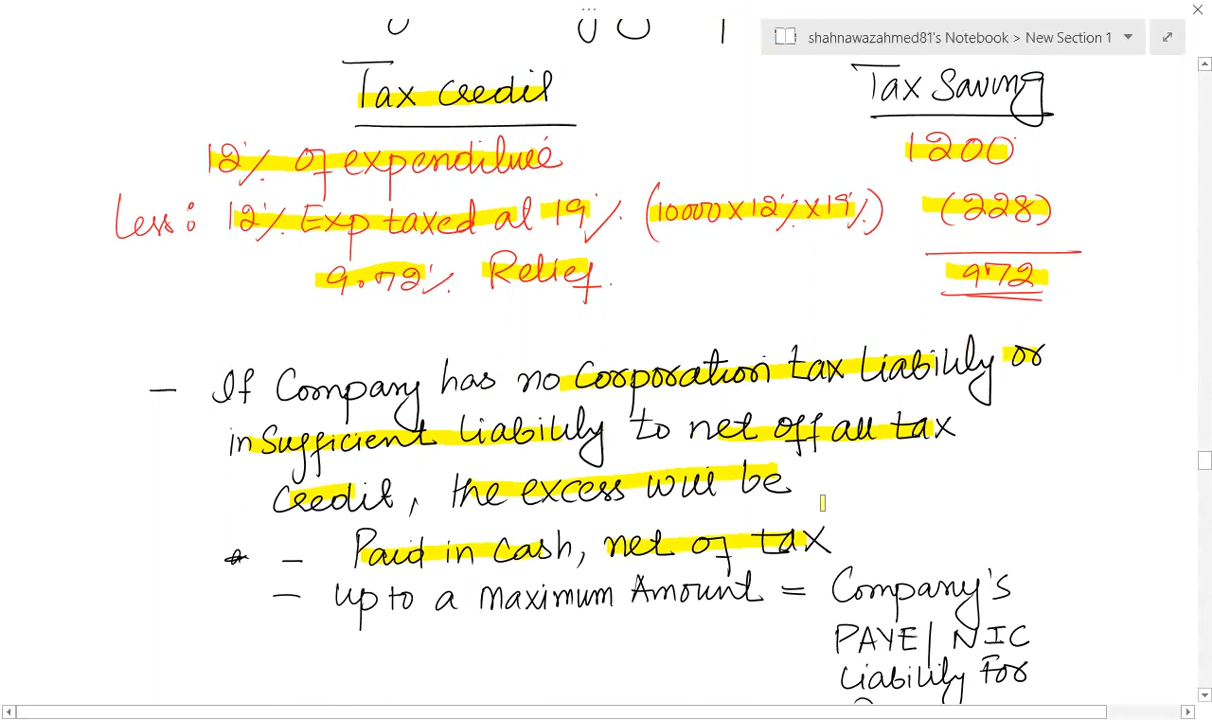 shahnawazahmed81's Notebook > New Section 1
Tax Credit Tax Saving
12% of expenditure 1200
Less: 12% Exp taxed at 19% (10000 x 12% x 19%) (228)
9.72% Relief. 972
- If Company has no corporation tax liability or
insufficient liability to net off all tax
credit, the excess will be
* - Paid in cash, net of tax
- up to a maximum Amount = Company's
PAYE | NIC
Liability For